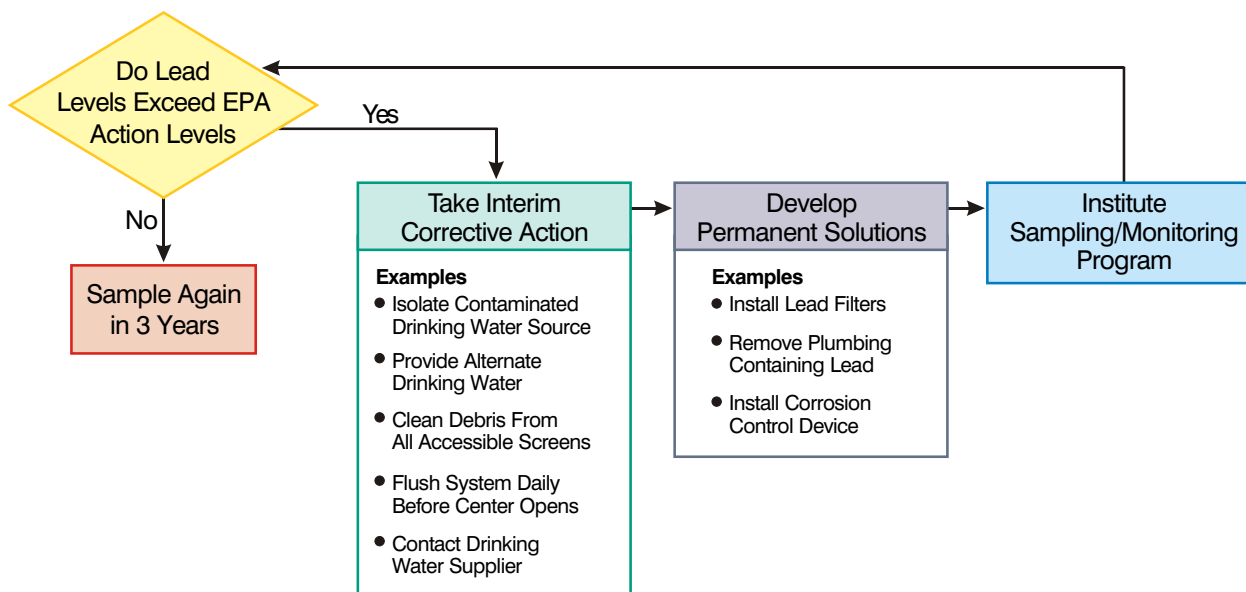 Do Lead
Levels Exceed EPA
Action Levels
Yes
No
Sample Again
in 3 Years
Take Interim
Corrective Action
Examples
• Isolate Contaminated
Drinking Water Source
• Provide Alternate
Drinking Water
• Clean Debris From
All Accessible Screens
• Flush System Daily
Before Center Opens
• Contact Drinking
Water Supplier
Develop
Permanent Solutions
Examples
• Install Lead Filters
• Remove Plumbing
Containing Lead
• Install Corrosion
Control Device
Institute
Sampling/Monitoring
Program